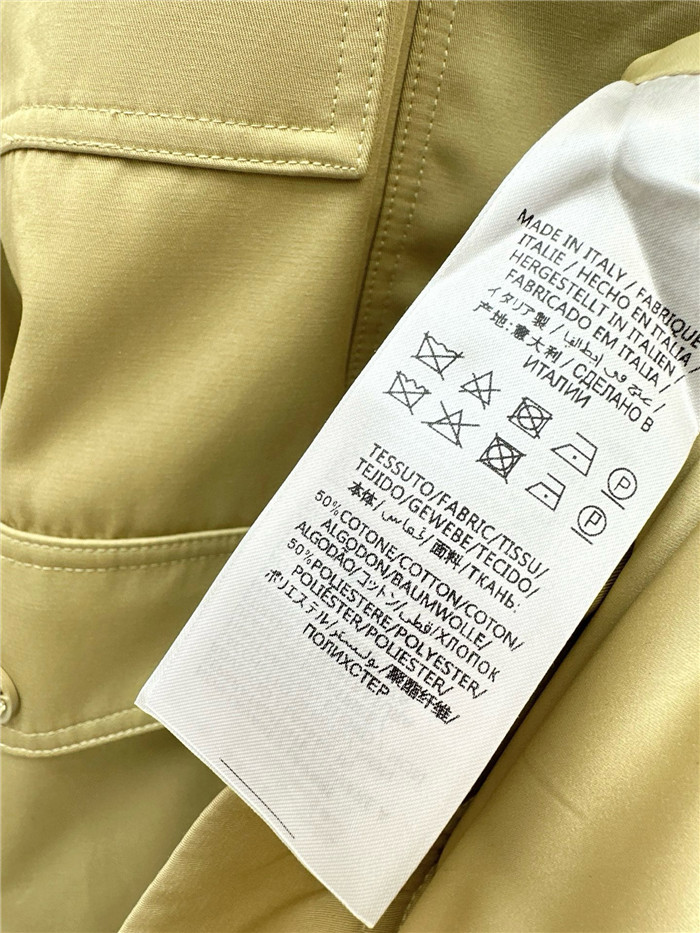 MADE IN ITALY / FABRIQUE
ITALIE / HECHO EN ITALIA /
HERGESTELLT IN ITALIEN /
FABRICADO EM ITALIA /
イタリア製 / صنع في إيطاليا /
产地: 意大利 / СДЕЛАНО В
ИТАЛИИ
P
P
TESSUTO/FABRIC/TISSU/
TEJIDO/GEWEBE/TECIDO/
本体/ قماش/ 面料/ ТКАНЬ:
50% COTONE/COTTON/COTON/
ALGODON/BAUMWOLLE/
ALGODÃO/コットン/قطن/ХЛОПОК
50%POLIESTERE/POLYESTER/
POLIÉSTER/POLIESTER/
ポリエステル/بوليستر/聚酯纤维/
ПОЛИХСТЕР